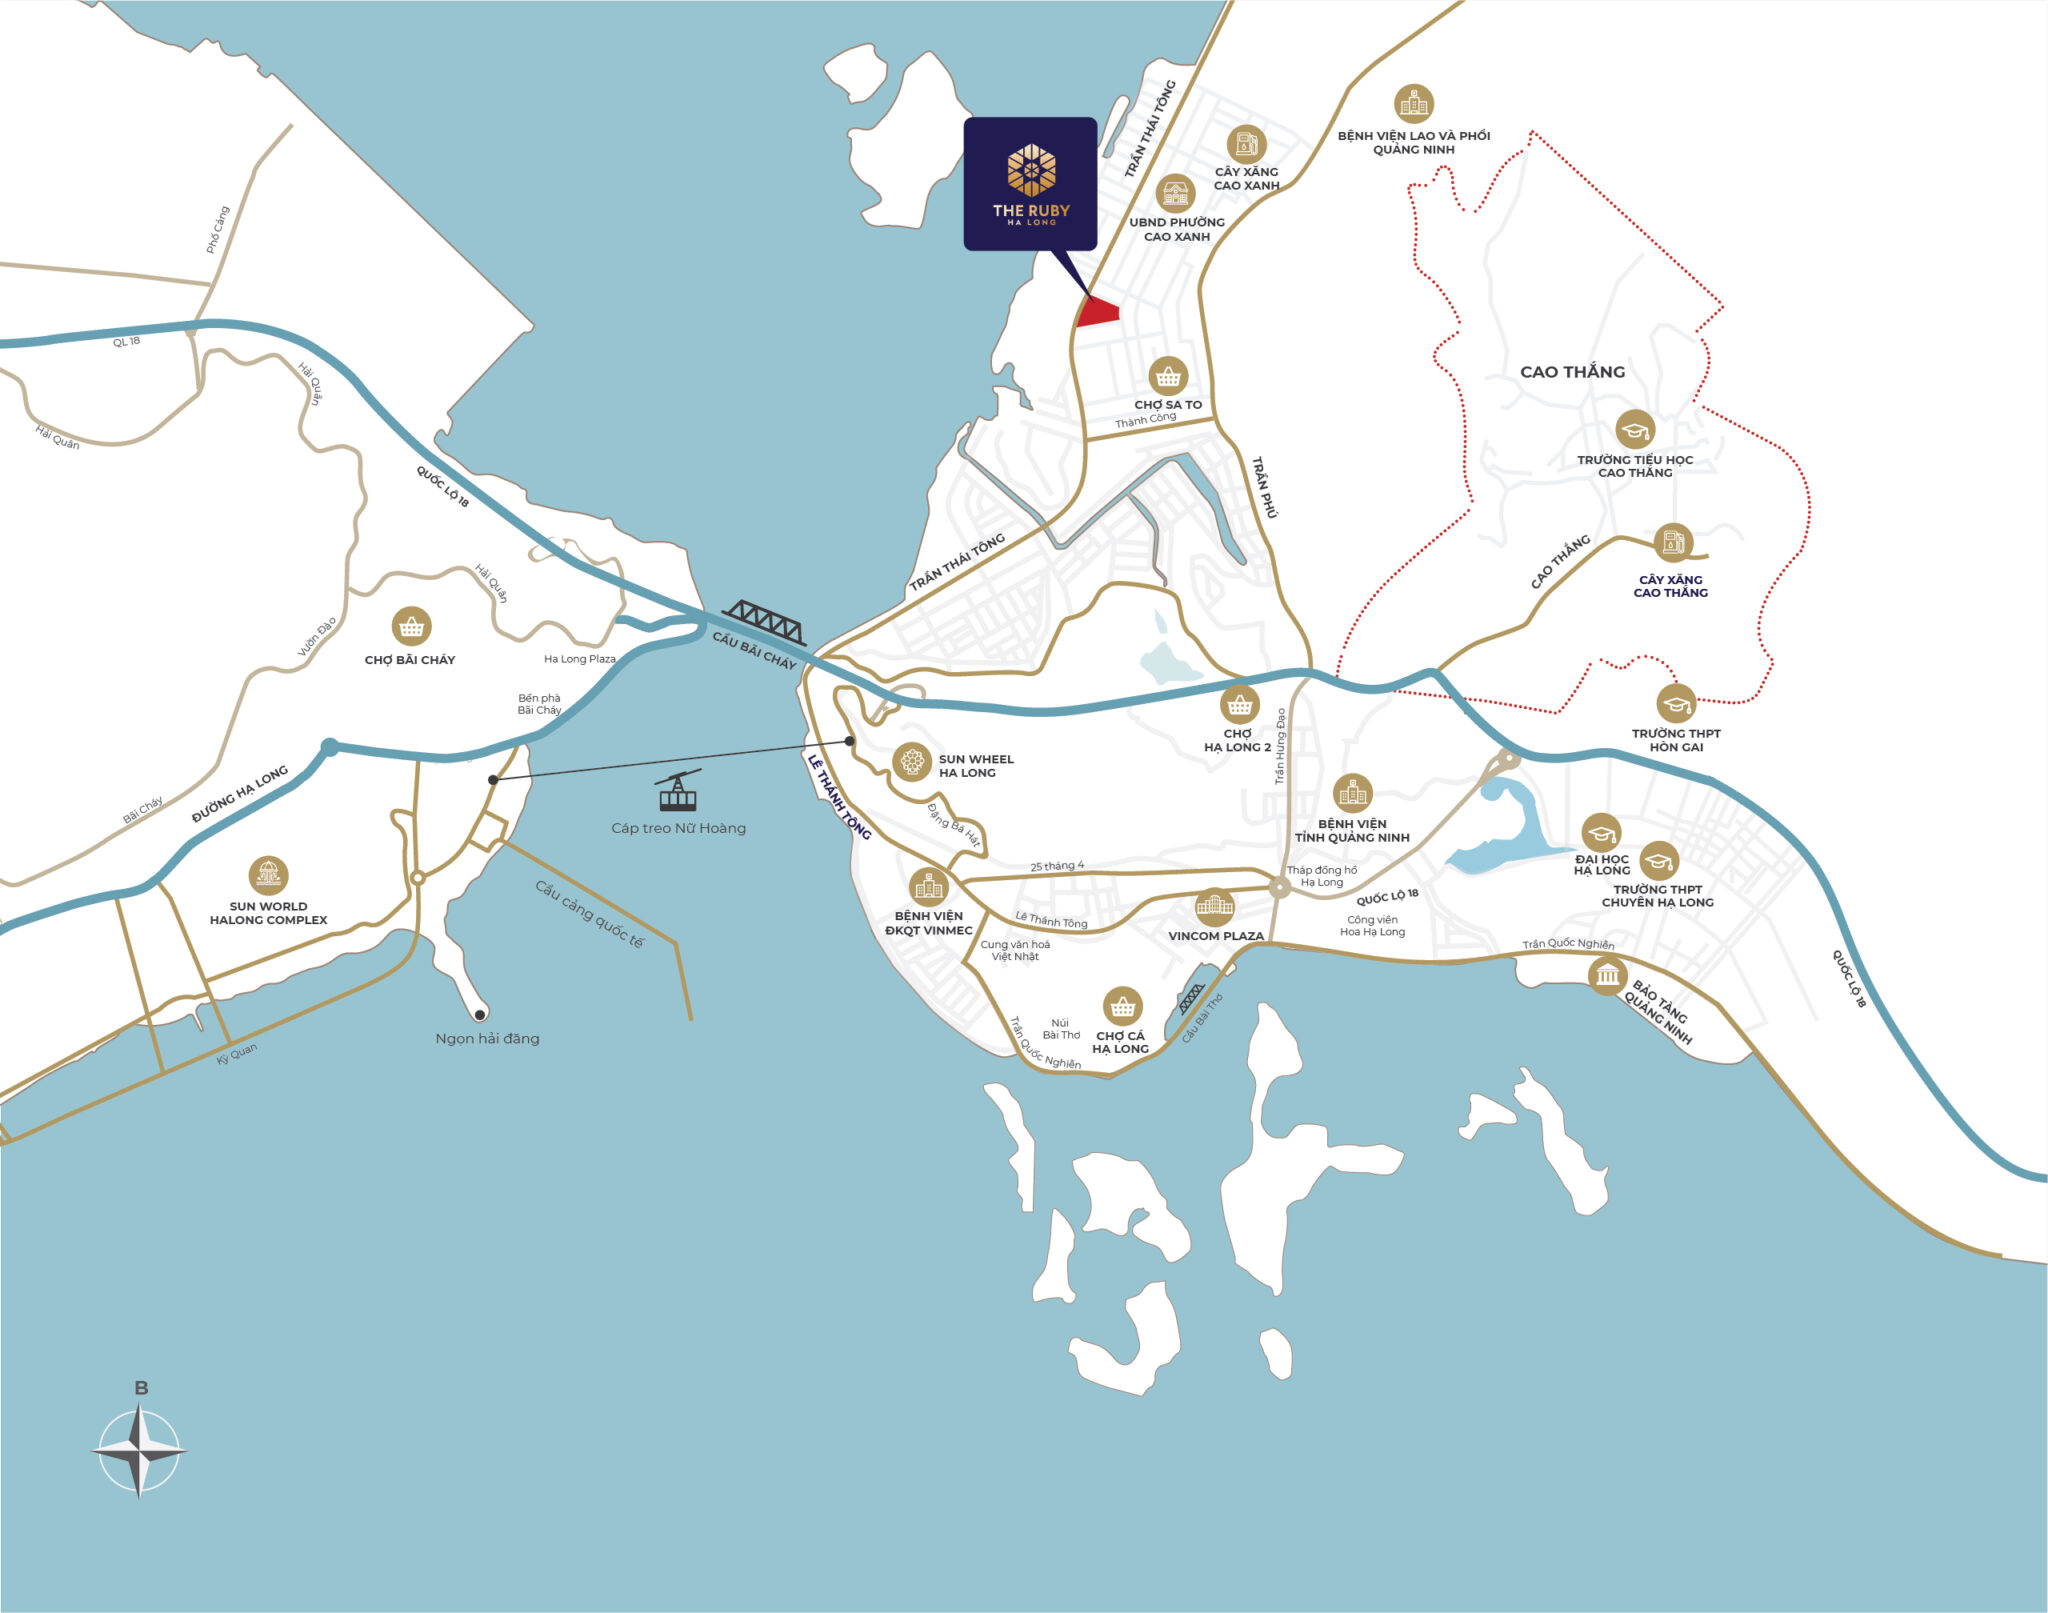 TRẦN THÁI TÔNG
THE RUBY
HA LONG
CÂY XĂNG
CAO XANH
UBND PHƯỜNG
CAO XANH
BỆNH VIỆN LAO VÀ PHỔI
QUẢNG NINH
Phố Cảng
QL 18
Hải Quân
Hải Quân
CHỢ SA TO
Thành Công
CAO THẮNG
TRƯỜNG TIỂU HỌC
CAO THẮNG
QUỐC LỘ 18
TRẦN PHÚ
TRẦN THÁI TÔNG
CAO THẮNG
CÂY XĂNG
CAO THẮNG
Hải Quân
Vườn Đào
CHỢ BÃI CHÁY
Ha Long Plaza
CẦU BÃI CHÁY
Bến phà
Bãi Cháy
CHỢ
HẠ LONG 2
TRƯỜNG THPT
HÒN GAI
Trần Hưng Đạo
SUN WHEEL
HA LONG
ĐƯỜNG HẠ LONG
Bãi Cháy
Cáp treo Nữ Hoàng
LÊ THÁNH TÔNG
Đặng Bá Hát
BỆNH VIỆN
TỈNH QUẢNG NINH
ĐẠI HỌC
HẠ LONG
TRƯỜNG THPT
CHUYÊN HẠ LONG
25 tháng 4
Tháp đồng hồ
Hạ Long
QUỐC LỘ 18
SUN WORLD
HALONG COMPLEX
Cầu cảng quốc tế
BỆNH VIỆN
ĐKQT VINMEC
Lê Thánh Tông
VINCOM PLAZA
Công viên
Hoa Hạ Long
Cung văn hoá
Việt Nhật
Trần Quốc Nghiễn
QUỐC LỘ 18
BẢO TÀNG
QUẢNG NINH
Ngọn hải đăng
Kỳ Quan
Trần Quốc Nghiễn
Núi
Bài Thơ
CHỢ CÁ
HẠ LONG
Cầu Bài Thơ
B